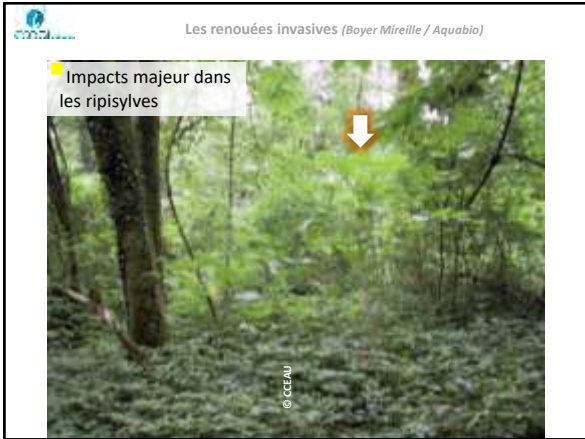 Les renouées invasives (Boyer Mireille / Aquabio)
Impacts majeur dans
les ripisylves
© CCEAU